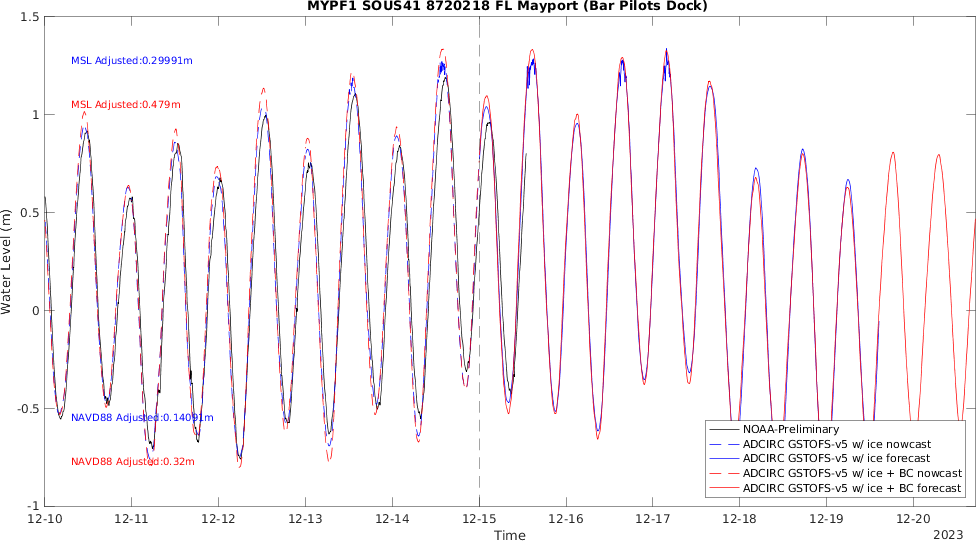 MYPF1 SOUS41 8720218 FL Mayport (Bar Pilots Dock)
1.5
MSL Adjusted:0.29991m
MSL Adjusted:0.479m
1
0.5
Water Level (m)
0
-0.5
NAVD88 Adjusted:0.14091m
NAVD88 Adjusted:0.32m
NOAA-Preliminary
ADCIRC GSTOFS-v5 w/ ice nowcast
ADCIRC GSTOFS-v5 w/ ice forecast
ADCIRC GSTOFS-v5 w/ ice + BC nowcast
ADCIRC GSTOFS-v5 w/ ice + BC forecast
-1
12-10 12-11 12-12 12-13 12-14 12-15 12-16 12-17 12-18 12-19 12-20
Time
2023